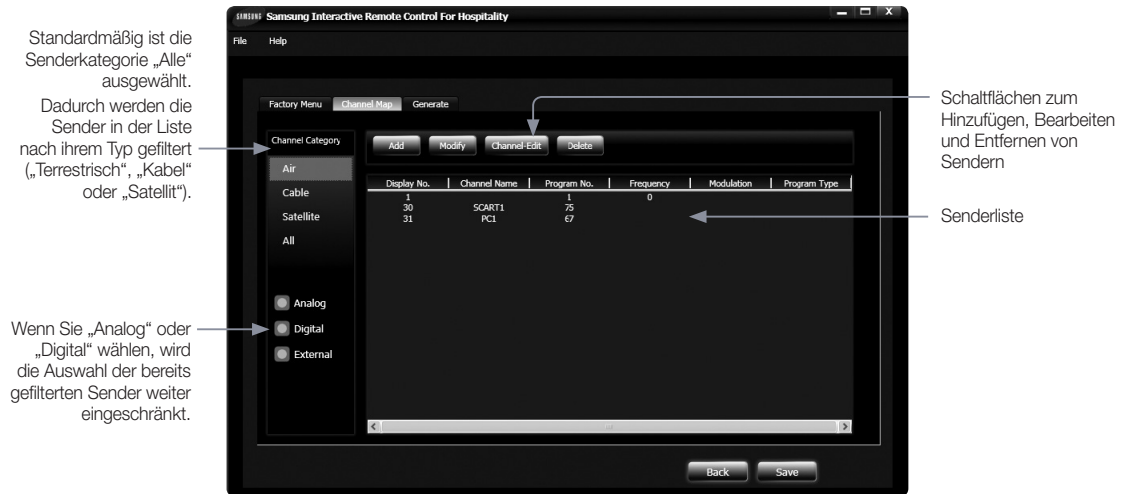 SAMSUNG Samsung Interactive Remote Control For Hospitality
File Help
Standardmäßig ist die
Senderkategorie „Alle“
ausgewählt.
Dadurch werden die
Sender in der Liste
nach ihrem Typ gefiltert
(„Terrestrisch“, „Kabel“
oder „Satellit“).
Wenn Sie „Analog“ oder
„Digital“ wählen, wird
die Auswahl der bereits
gefilterten Sender weiter
eingeschränkt.
Factory Menu Channel Map Generate
Channel Category
Air
Cable
Satellite
All
Analog
Digital
External
Add Modify Channel-Edit Delete
Display No. Channel Name Program No. Frequency Modulation Program Type
1 1 0
30 SCART1 75
31 PC1 67
Back Save
Schaltflächen zum
Hinzufügen, Bearbeiten
und Entfernen von
Sendern
Senderliste